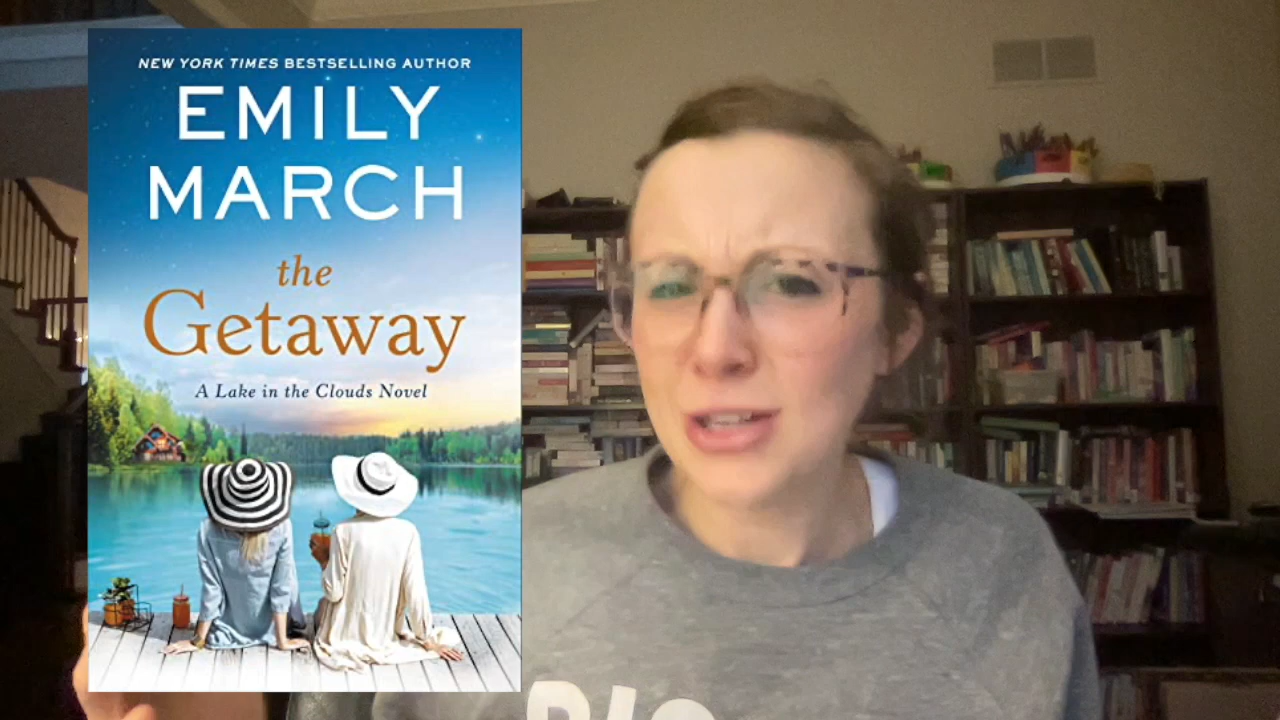 NEW YORK TIMES BESTSELLING AUTHOR
EMILY
MARCH
the
Getaway
A Lake in the Clouds Novel